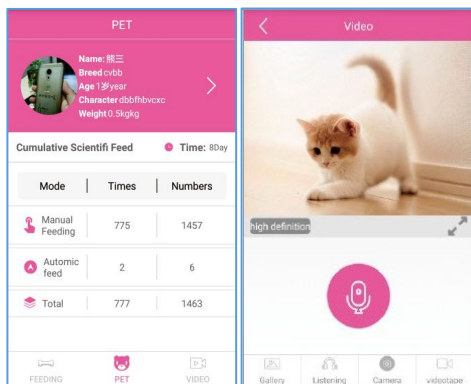 PET
Name:熊三
Breed cvbb
Age 1岁year
Character dbbfhbvcxc
Weight 0.5kgkg
Cumulative Scientifi Feed
Time: 8Day
Mode
Times
Numbers
Manual
Feeding
775
1457
Automic
feed
2
6
Total
777
1463
FEEDING
PET
VIDEO
Video
high definition
Gallery
Listening
Camera
videotape